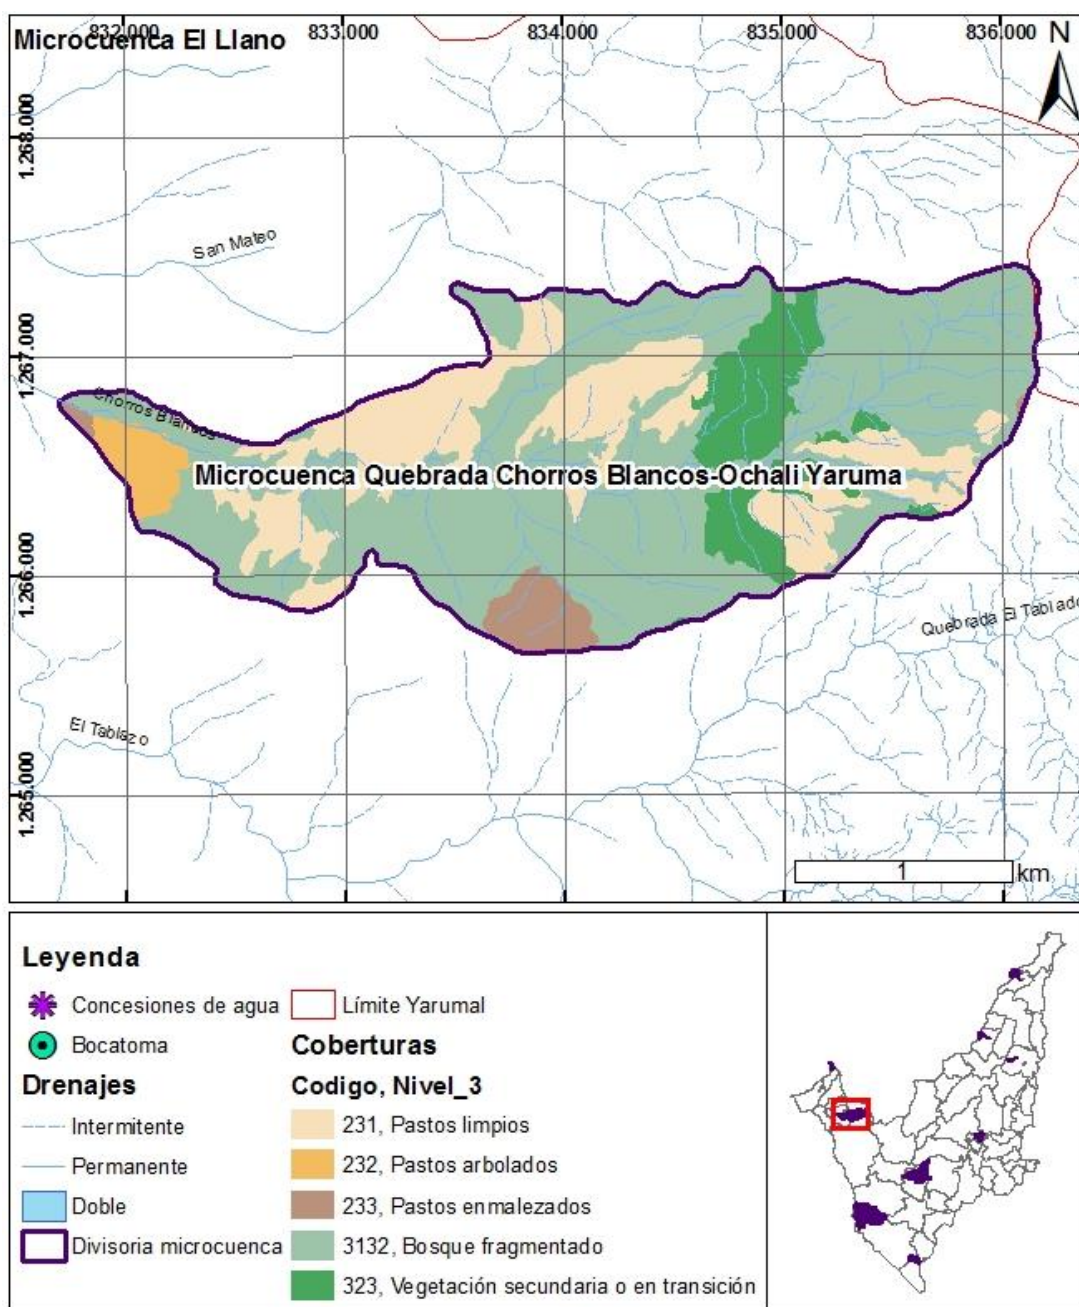 Microcuenca El Llano
832.000
833.000
834.000
835.000
836.000
N
1.268.000
1.267.000
1.266.000
1.265.000
San Mateo
Chorros Blancos
Microcuenca Quebrada Chorros Blancos-Ochali Yaruma
Quebrada El Tablado
El Tablazo
1
km
Leyenda
Concesiones de agua
Bocatoma
Drenajes
Intermitente
Permanente
Doble
Divisoria microcuenca
Límite Yarumal
Coberturas
Codigo, Nivel_3
231, Pastos limpios
232, Pastos arbolados
233, Pastos enmalezados
3132, Bosque fragmentado
323, Vegetación secundaria o en transición